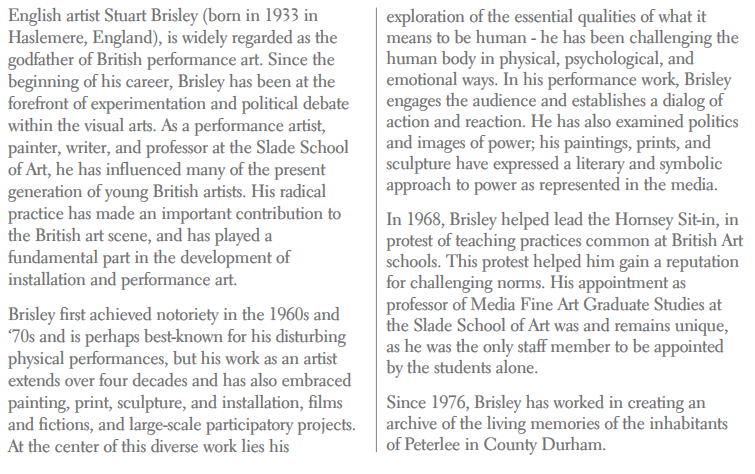 English artist Stuart Brisley (born in 1933 in
Haslemere, England), is widely regarded as the
godfather of British performance art. Since the
beginning of his career, Brisley has been at the
forefront of experimentation and political debate
within the visual arts. As a performance artist,
painter, writer, and professor at the Slade School
of Art, he has influenced many of the present
generation of young British artists. His radical
practice has made an important contribution to
the British art scene, and has played a
fundamental part in the development of
installation and performance art.
Brisley first achieved notoriety in the 1960s and
‘70s and is perhaps best-known for his disturbing
physical performances, but his work as an artist
extends over four decades and has also embraced
painting, print, sculpture, and installation, films
and fictions, and large-scale participatory projects.
At the center of this diverse work lies his
exploration of the essential qualities of what it
means to be human - he has been challenging the
human body in physical, psychological, and
emotional ways. In his performance work, Brisley
engages the audience and establishes a dialog of
action and reaction. He has also examined politics
and images of power; his paintings, prints, and
sculpture have expressed a literary and symbolic
approach to power as represented in the media.
In 1968, Brisley helped lead the Hornsey Sit-in, in
protest of teaching practices common at British Art
schools. This protest helped him gain a reputation
for challenging norms. His appointment as
professor of Media Fine Art Graduate Studies at
the Slade School of Art was and remains unique,
as he was the only staff member to be appointed
by the students alone.
Since 1976, Brisley has worked in creating an
archive of the living memories of the inhabitants
of Peterlee in County Durham.